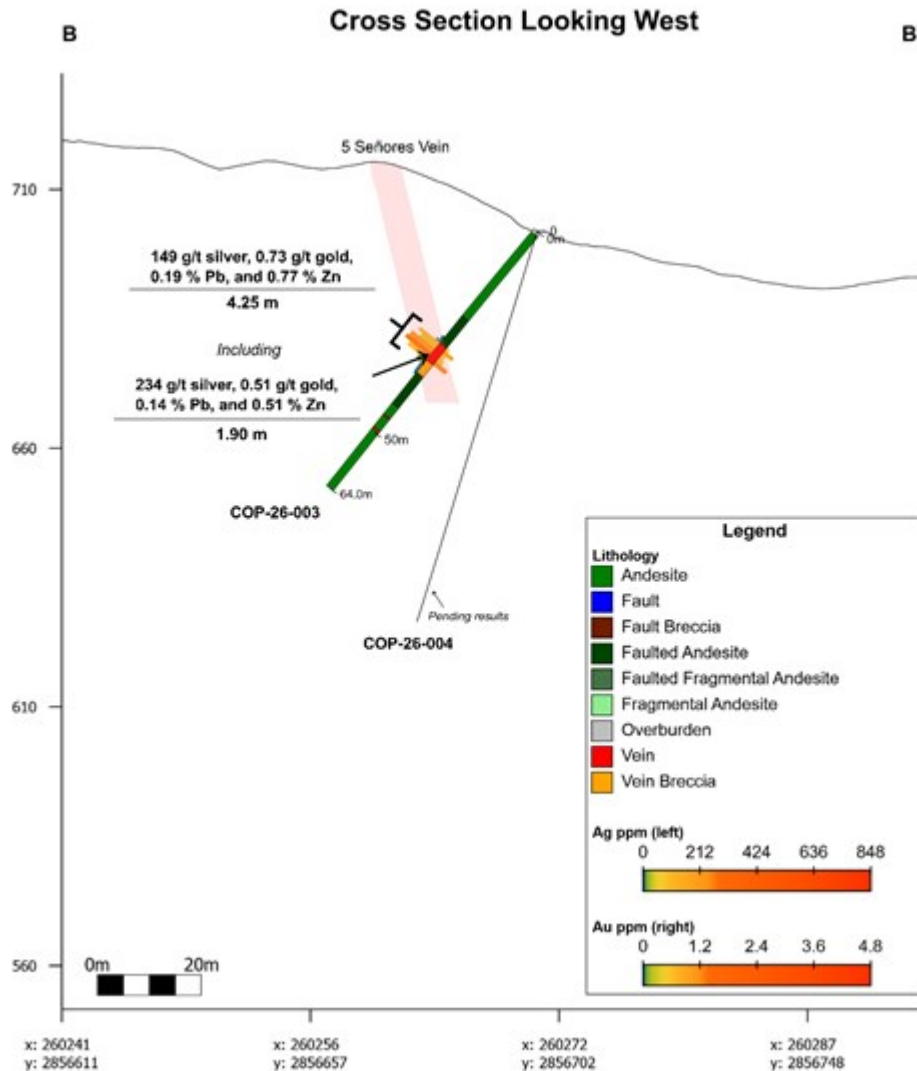 Cross Section Looking West
B
B
5 Señores Vein
710
660
610
560
0
0m
149 g/t silver, 0.73 g/t gold,
0.19 % Pb, and 0.77 % Zn
4.25 m
Including
234 g/t silver, 0.51 g/t gold,
0.14 % Pb, and 0.51 % Zn
1.90 m
50m
64.0m
COP-26-003
Pending results
COP-26-004
Legend
Lithology
Andesite
Fault
Fault Breccia
Faulted Andesite
Faulted Fragmental Andesite
Fragmental Andesite
Overburden
Vein
Vein Breccia
Ag ppm (left)
0 212 424 636 848
Au ppm (right)
0 1.2 2.4 3.6 4.8
0m 20m
x: 260241 x: 260256 x: 260272 x: 260287
y: 2856611 y: 2856657 y: 2856702 y: 2856748